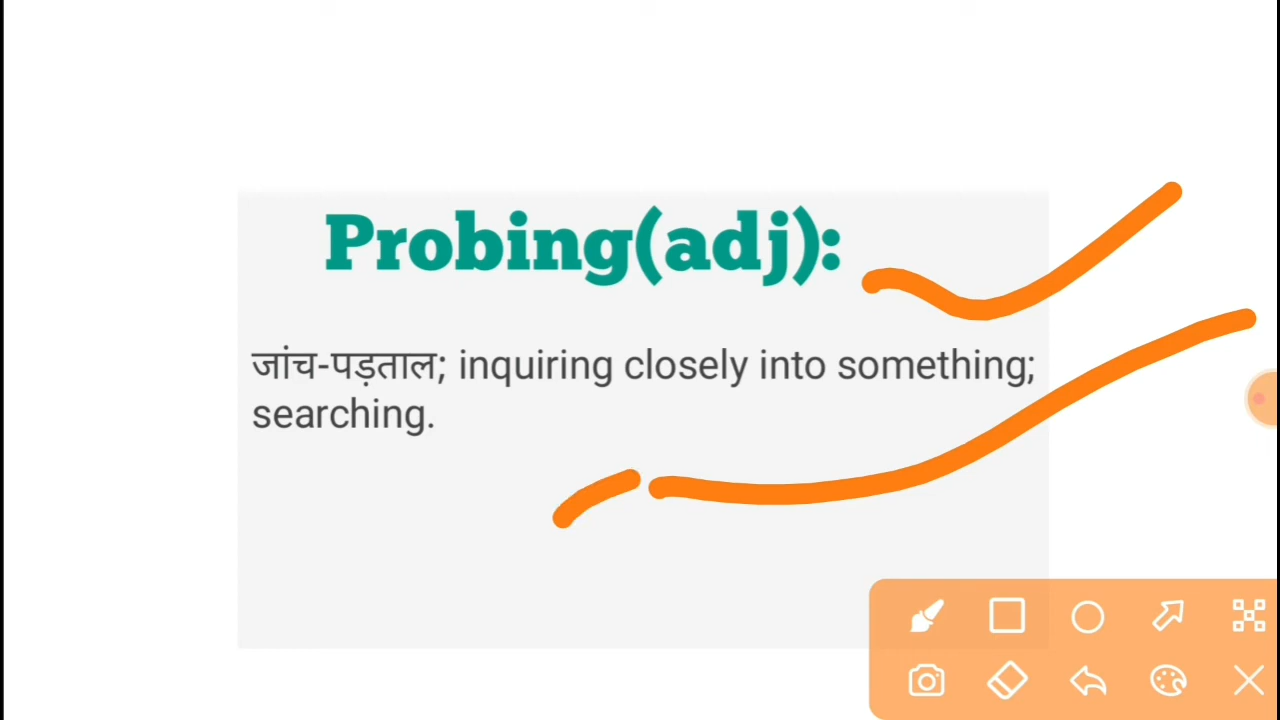 Probing(adj):
जांच-पड़ताल; inquiring closely into something;
searching.